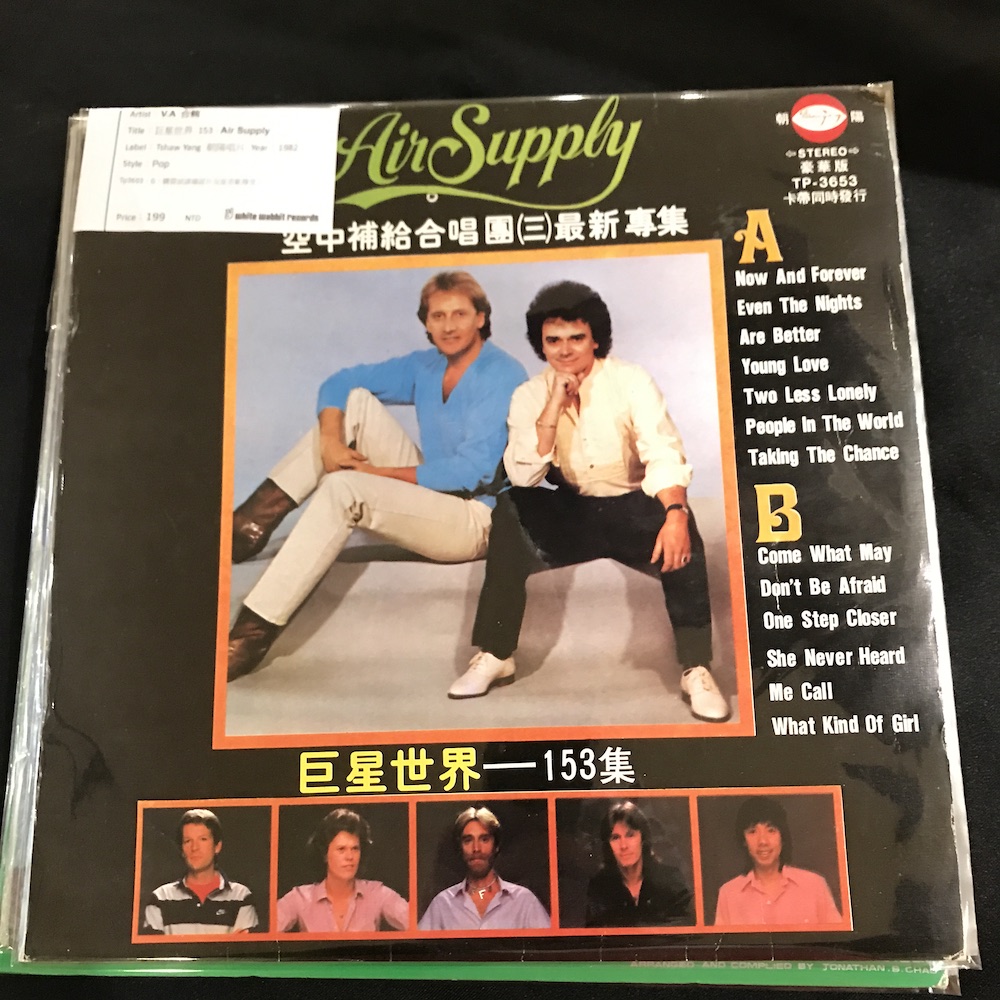 Artist : V.A 合輯
Title : 巨星世界 153 Air Supply
Label : Tshaw Yang 朝陽唱片 Year : 1982
Style : Pop
Price : 199 NTD white wabbit records
Air Supply
空中補給合唱團(三)最新專集
朝 陽
⇦STEREO⇨
豪華版
TP-3653
卡帶同時發行
A
Now And Forever
Even The Nights
Are Better
Young Love
Two Less Lonely
People In The World
Taking The Chance
B
Come What May
Don't Be Afraid
One Step Closer
She Never Heard
Me Call
What Kind Of Girl
巨星世界—153集
ARRANGED AND COMPLIED BY JONATHAN.B.CHA